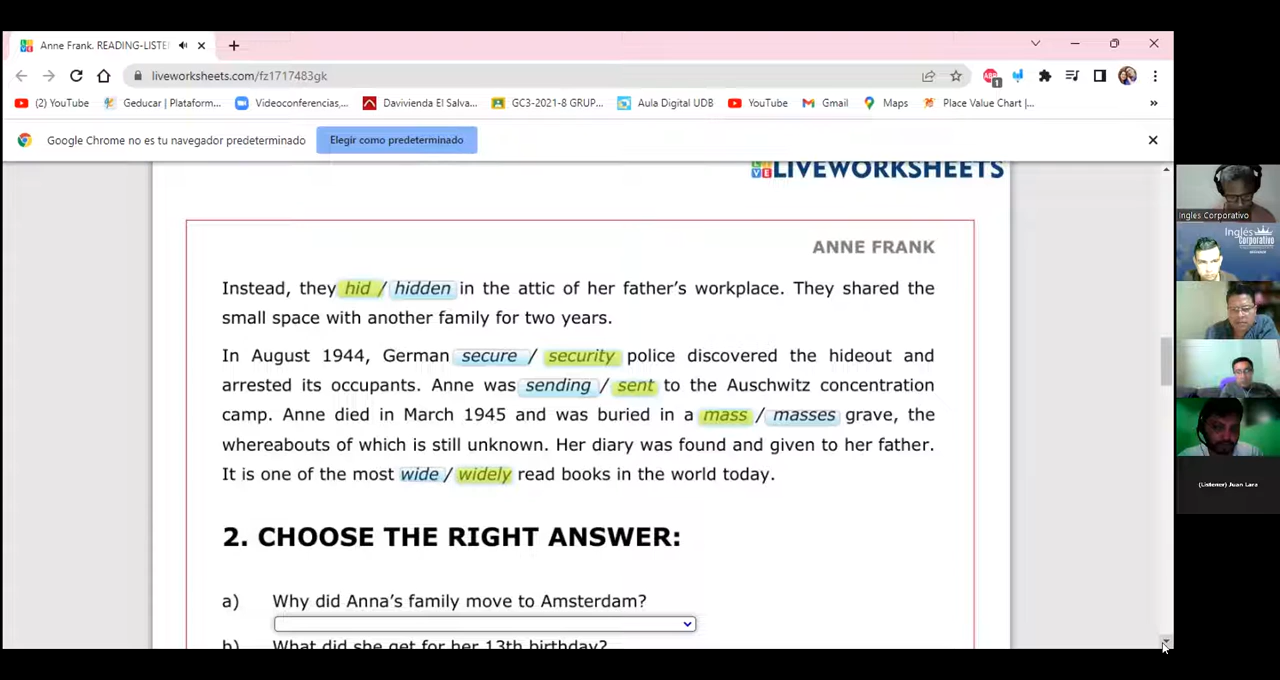 Anne Frank. READING-LISTE
liveworksheets.com/fz1717483gk
(2) YouTube
Geducar | Plataform...
Videoconferencias,...
Davivienda El Salva...
GC3-2021-8 GRUP...
Aula Digital UDB
YouTube
Gmail
Maps
Place Value Chart |...
»
Google Chrome no es tu navegador predeterminado
Elegir como predeterminado
LIVEWORKSHEETS
ANNE FRANK
Instead, they hid / hidden in the attic of her father's workplace. They shared the
small space with another family for two years.
In August 1944, German secure / security police discovered the hideout and
arrested its occupants. Anne was sending / sent to the Auschwitz concentration
camp. Anne died in March 1945 and was buried in a mass / masses grave, the
whereabouts of which is still unknown. Her diary was found and given to her father.
It is one of the most wide / widely read books in the world today.
2. CHOOSE THE RIGHT ANSWER:
a) Why did Anna's family move to Amsterdam?
b) What did she get for her 13th birthday?
Ingles Corporativo
Inglés
Corporativo
(Listener) Juan Lara